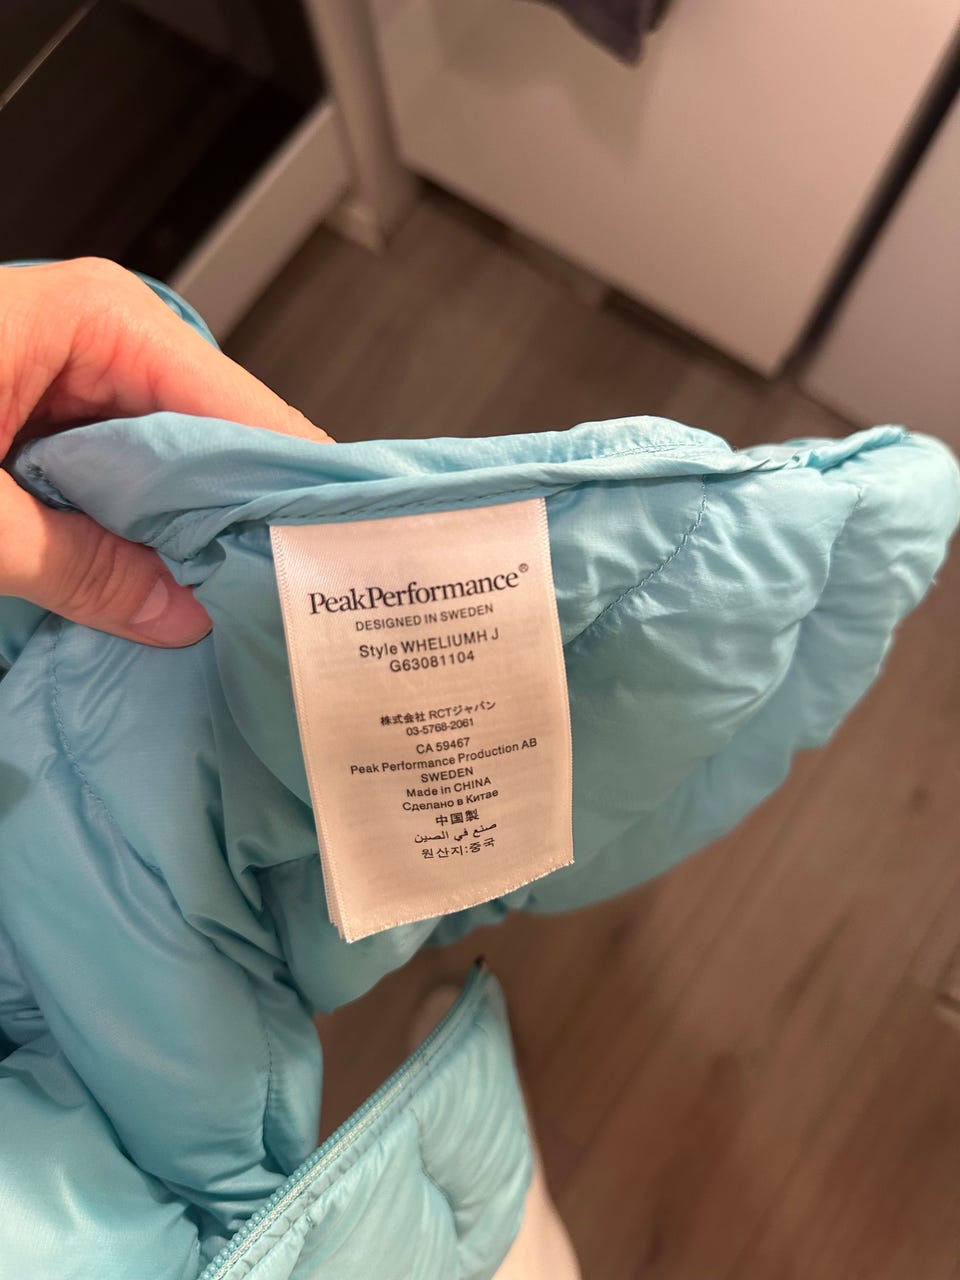 PeakPerformance®
DESIGNED IN SWEDEN
Style WHELIUMH J
G63081104
株式会社 RCTジャパン
03-5768-2061
CA 59467
Peak Performance Production AB
SWEDEN
Made in CHINA
Сделано в Китае
中国製
صنع في الصين
원산지:중국